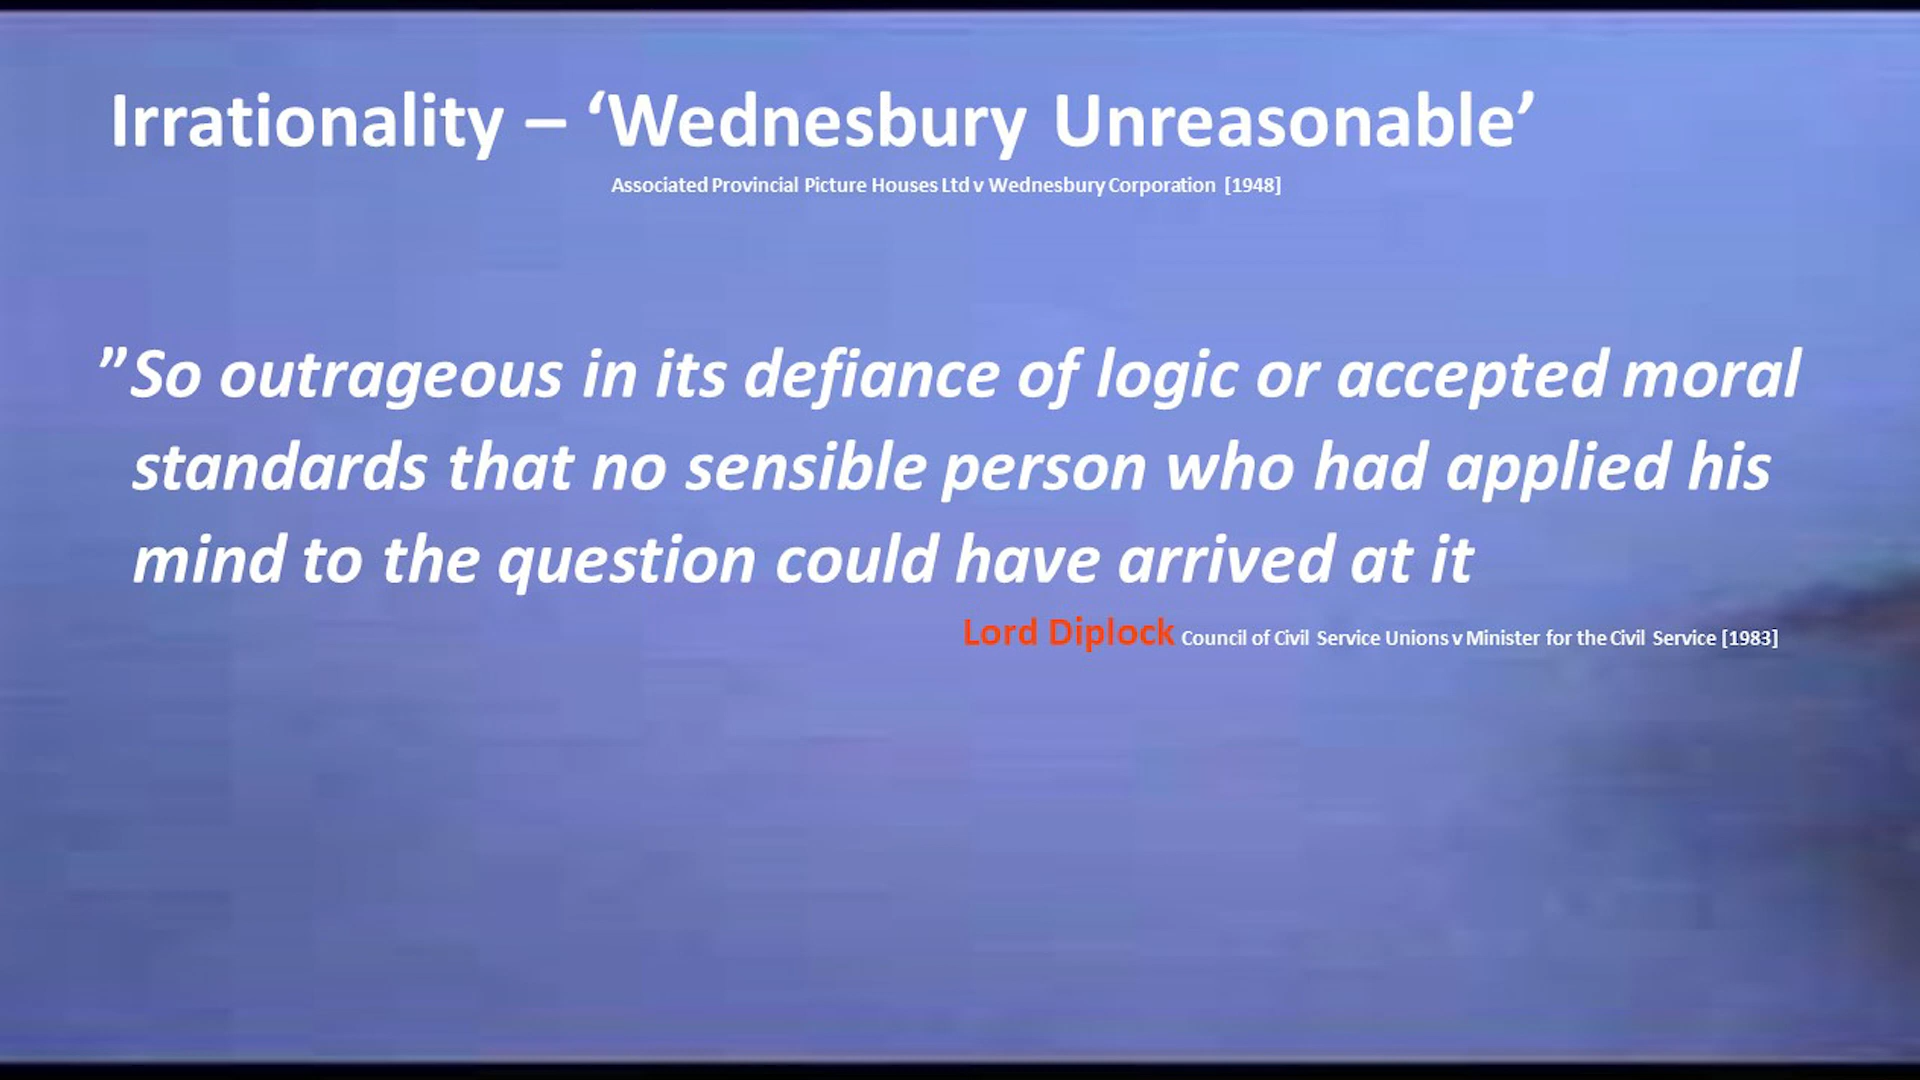 Irrationality – ‘Wednesbury Unreasonable’
Associated Provincial Picture Houses Ltd v Wednesbury Corporation [1948]
”So outrageous in its defiance of logic or accepted moral
standards that no sensible person who had applied his
mind to the question could have arrived at it
Lord Diplock Council of Civil Service Unions v Minister for the Civil Service [1983]